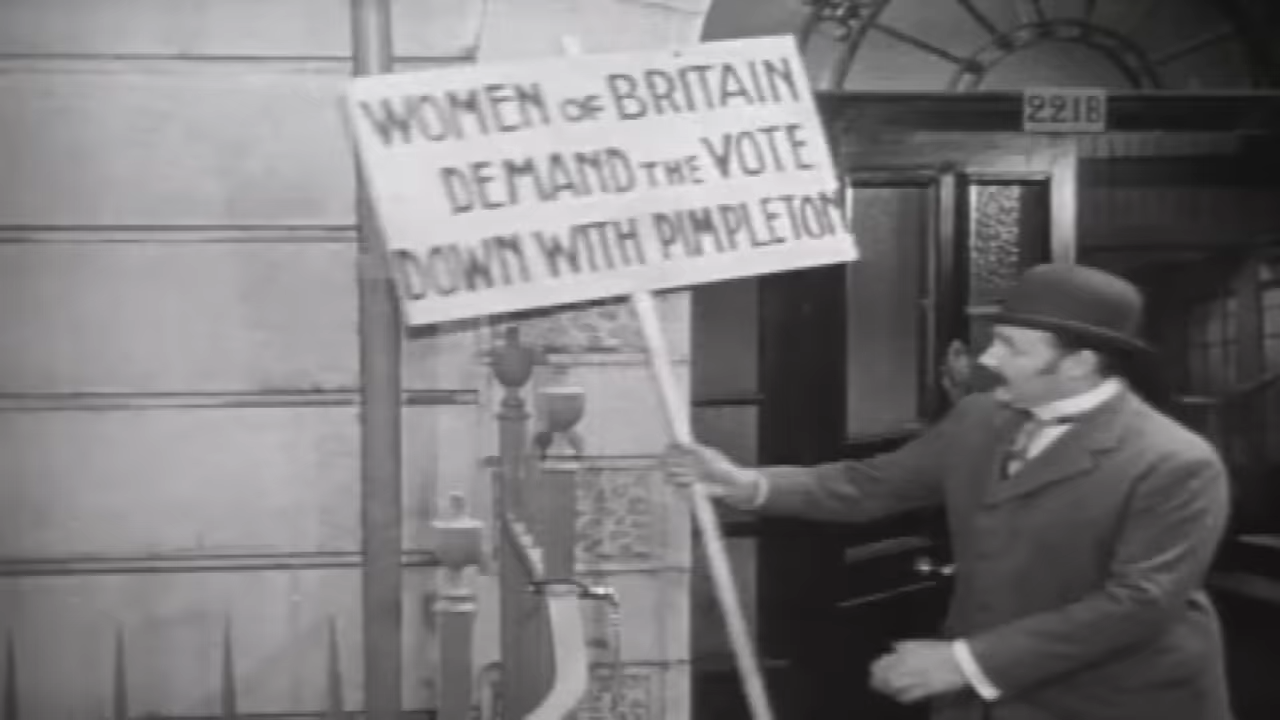 WOMEN OF BRITAIN
DEMAND THE VOTE
DOWN WITH PIMPLETON
221B